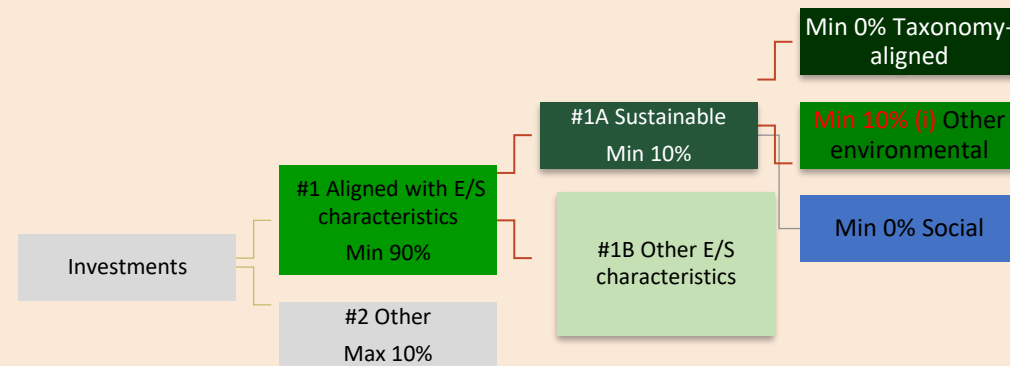 Min 0% Taxonomy-
aligned
#1A Sustainable
Min 10%
Min 10% (i) Other
environmental
#1 Aligned with E/S
characteristics
Min 90%
#1B Other E/S
characteristics
Min 0% Social
Investments
#2 Other
Max 10%